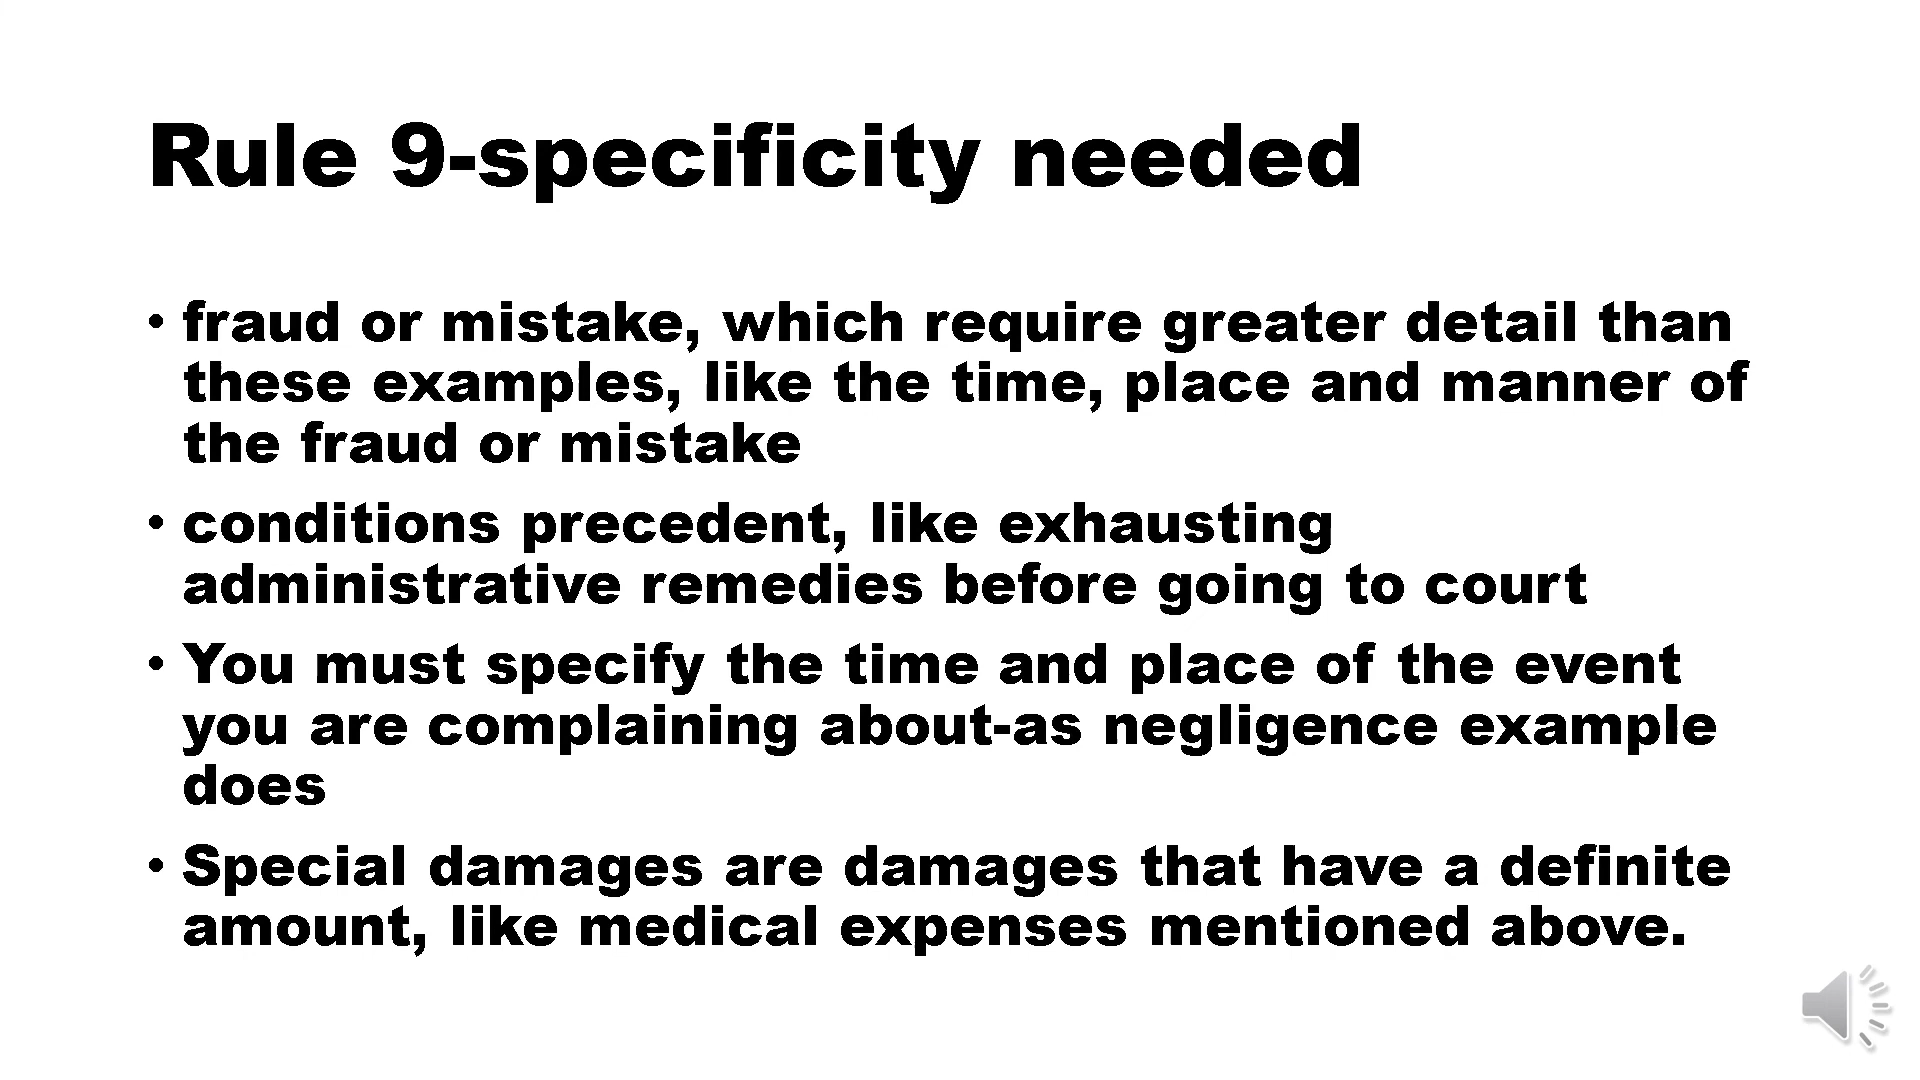 Rule 9-specificity needed
• fraud or mistake, which require greater detail than
these examples, like the time, place and manner of
the fraud or mistake
• conditions precedent, like exhausting
administrative remedies before going to court
• You must specify the time and place of the event
you are complaining about-as negligence example
does
• Special damages are damages that have a definite
amount, like medical expenses mentioned above.